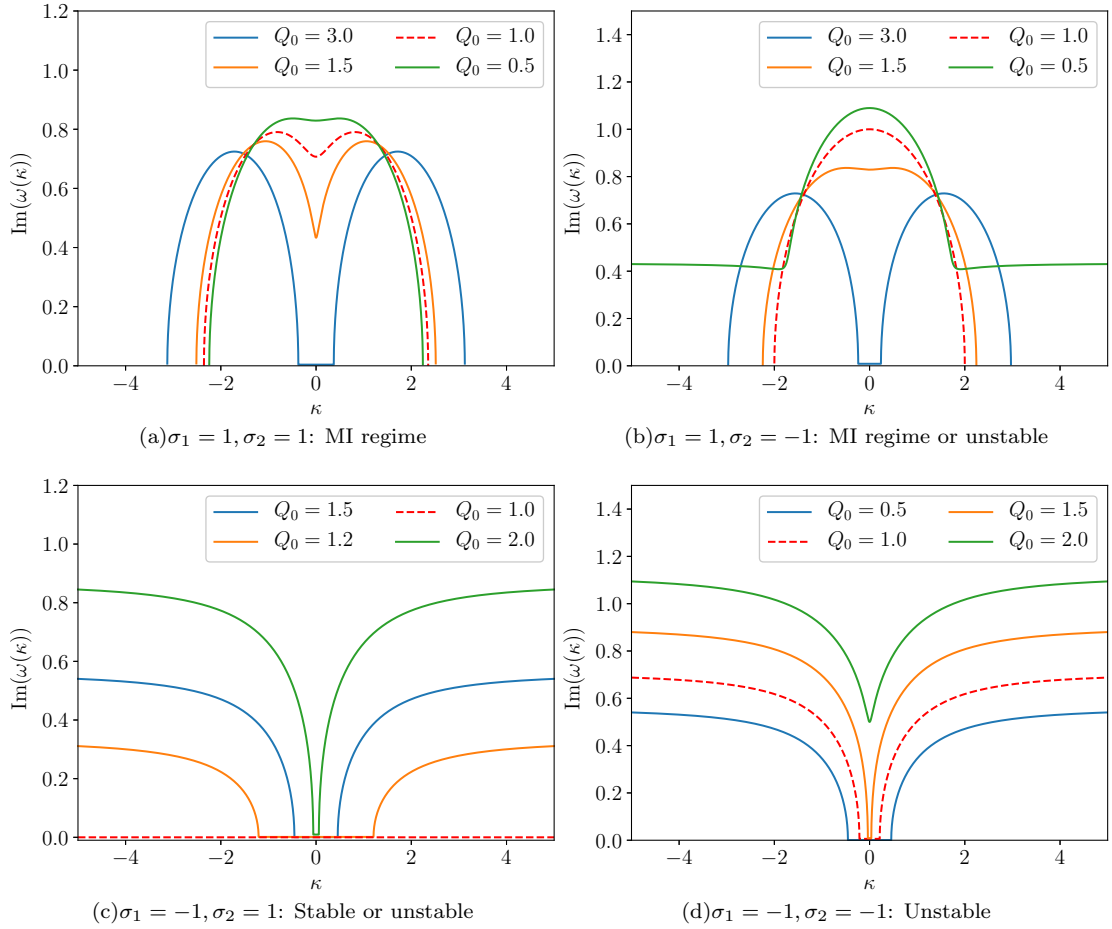 1.2
1.0
0.8
0.6
0.4
0.2
0.0
Im(ω(κ))
Q₀ = 3.0
Q₀ = 1.0
Q₀ = 1.5
Q₀ = 0.5
−4 −2 0 2 4
κ
(a)σ₁ = 1, σ₂ = 1: MI regime
1.4
1.2
1.0
0.8
0.6
0.4
0.2
0.0
Im(ω(κ))
Q₀ = 3.0
Q₀ = 1.0
Q₀ = 1.5
Q₀ = 0.5
−4 −2 0 2 4
κ
(b)σ₁ = 1, σ₂ = −1: MI regime or unstable
1.2
1.0
0.8
0.6
0.4
0.2
0.0
Im(ω(κ))
Q₀ = 1.5
Q₀ = 1.0
Q₀ = 1.2
Q₀ = 2.0
−4 −2 0 2 4
κ
(c)σ₁ = −1, σ₂ = 1: Stable or unstable
1.4
1.2
1.0
0.8
0.6
0.4
0.2
0.0
Im(ω(κ))
Q₀ = 0.5
Q₀ = 1.5
Q₀ = 1.0
Q₀ = 2.0
−4 −2 0 2 4
κ
(d)σ₁ = −1, σ₂ = −1: Unstable